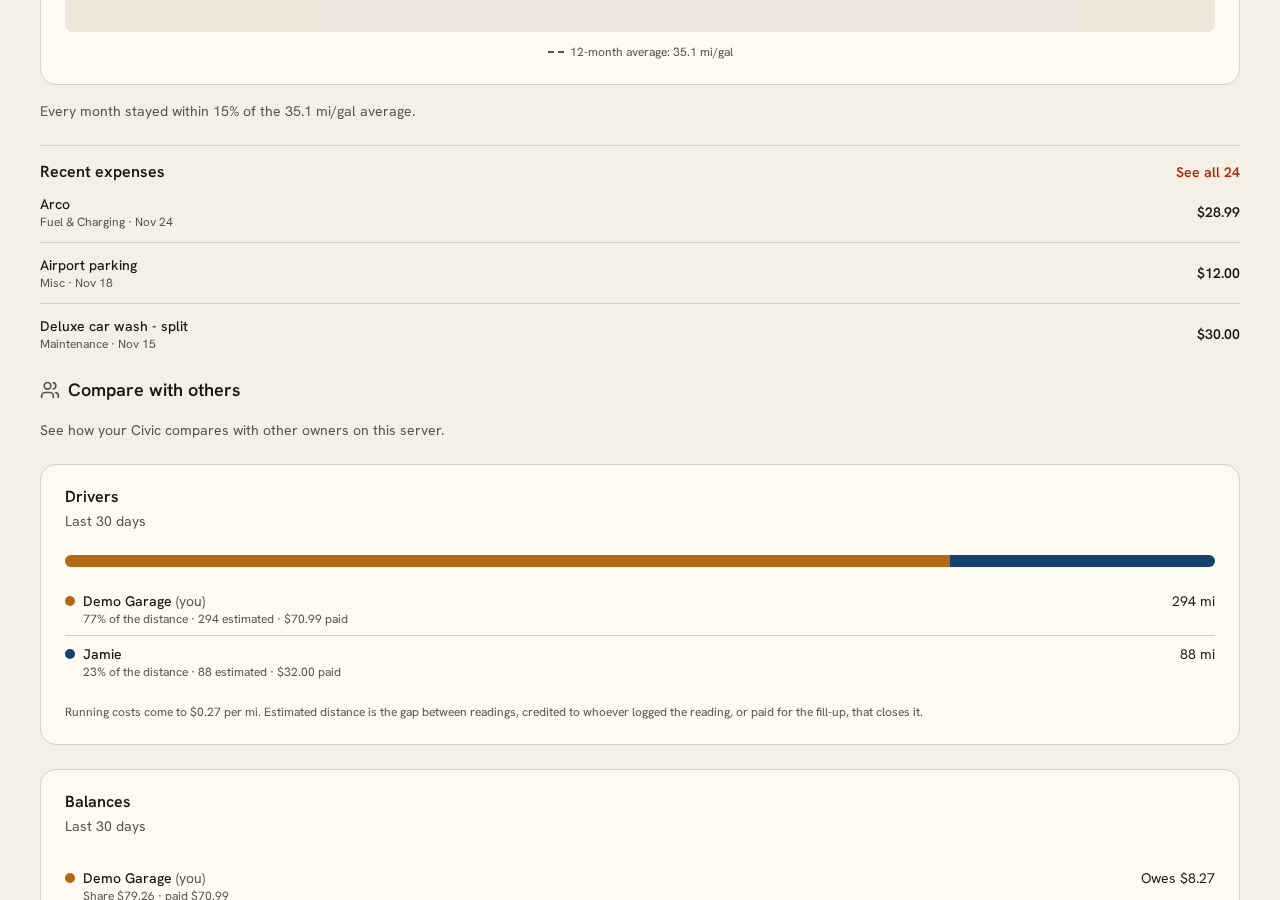 12-month average: 35.1 mi/gal
Every month stayed within 15% of the 35.1 mi/gal average.
Recent expenses
See all 24
Arco
Fuel & Charging · Nov 24
$28.99
Airport parking
Misc · Nov 18
$12.00
Deluxe car wash - split
Maintenance · Nov 15
$30.00
Compare with others
See how your Civic compares with other owners on this server.
Drivers
Last 30 days
Demo Garage (you)
294 mi
77% of the distance · 294 estimated · $70.99 paid
Jamie
88 mi
23% of the distance · 88 estimated · $32.00 paid
Running costs come to $0.27 per mi. Estimated distance is the gap between readings, credited to whoever logged the reading, or paid for the fill-up, that closes it.
Balances
Last 30 days
Demo Garage (you)
Owes $8.27
Share $79.26 · paid $70.99